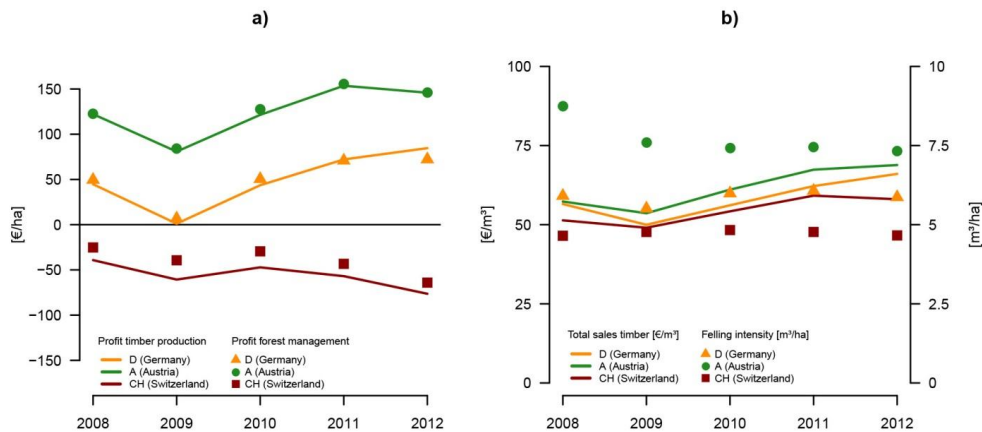 a)
150
100
50
0
−50
−100
−150
[€/ha]
Profit timber production
D (Germany)
A (Austria)
CH (Switzerland)
Profit forest management
D (Germany)
A (Austria)
CH (Switzerland)
2008 2009 2010 2011 2012
b)
100
75
50
25
0
[€/m³]
Total sales timber [€/m³]
D (Germany)
A (Austria)
CH (Switzerland)
Felling intensity [m³/ha]
D (Germany)
A (Austria)
CH (Switzerland)
10
7.5
5
2.5
0
[m³/ha]
2008 2009 2010 2011 2012